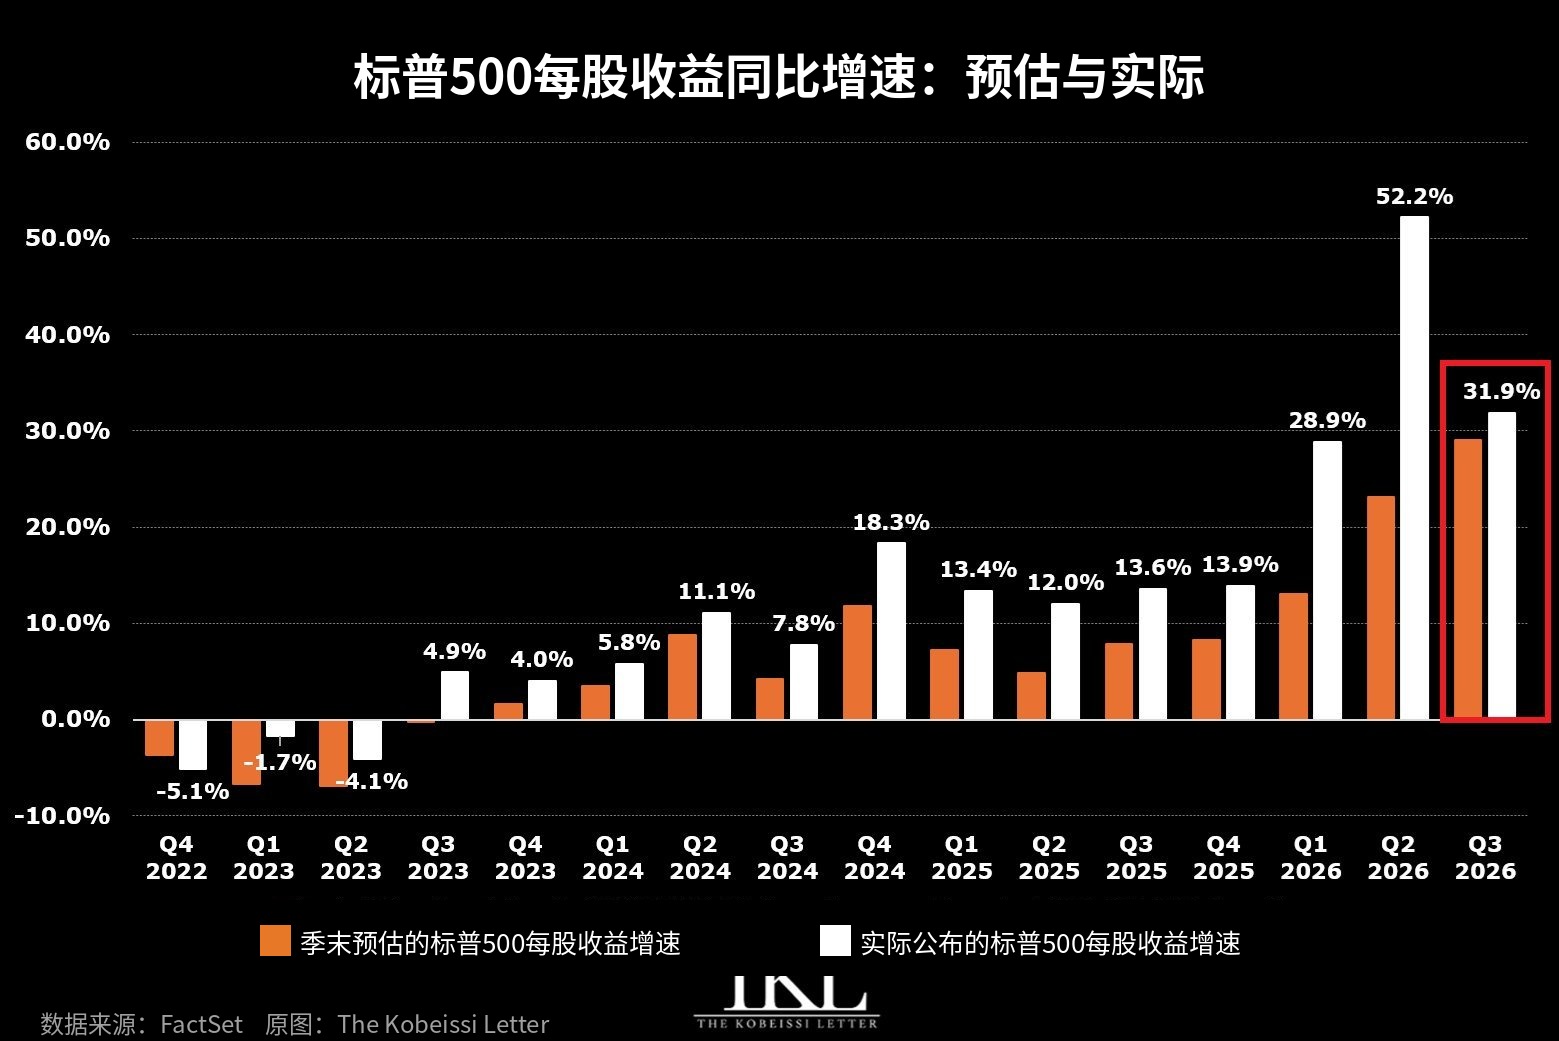 标普500每股收益同比增速：预估与实际
60.0%
50.0%
40.0%
30.0%
20.0%
10.0%
0.0%
-10.0%
-5.1%
-1.7%
-4.1%
4.9%
4.0%
5.8%
11.1%
7.8%
18.3%
13.4%
12.0%
13.6%
13.9%
28.9%
52.2%
31.9%
Q4 2022
Q1 2023
Q2 2023
Q3 2023
Q4 2023
Q1 2024
Q2 2024
Q3 2024
Q4 2024
Q1 2025
Q2 2025
Q3 2025
Q4 2025
Q1 2026
Q2 2026
Q3 2026
季末预估的标普500每股收益增速
实际公布的标普500每股收益增速
THE KOBEISSI LETTER
数据来源：FactSet 原图：The Kobeissi Letter